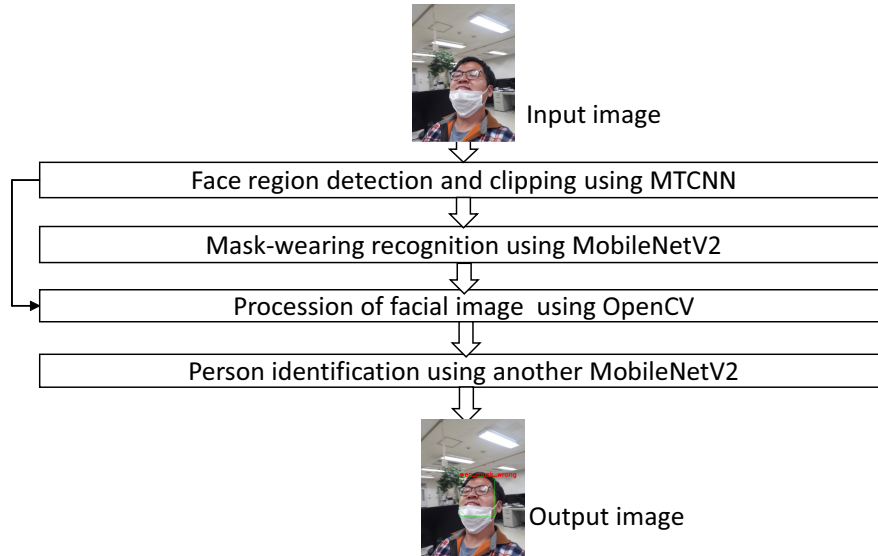 Input image
Face region detection and clipping using MTCNN
Mask-wearing recognition using MobileNetV2
Procession of facial image using OpenCV
Person identification using another MobileNetV2
Output image